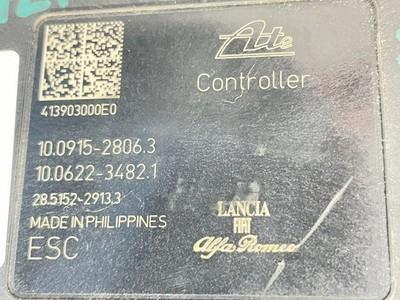 Ate
Controller
413903000E0
10.0915-2806.3
10.0622-3482.1
28.5152-2913.3
MADE IN PHILIPPINES
ESC
LANCIA
FIAT
Alfa Romeo